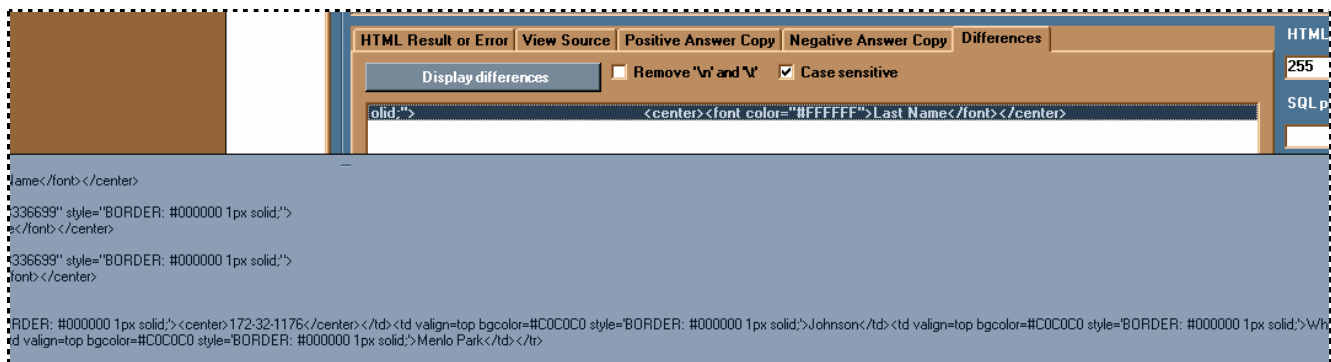 HTML Result or Error View Source Positive Answer Copy Negative Answer Copy Differences
HTML
Display differences Remove '\n' and '\t' Case sensitive
255
SQL p
olid;"> <center><font color="#FFFFFF">Last Name</font></center>
lame</font></center>
336699" style="BORDER: #000000 1px solid;">
</font></center>
336699" style="BORDER: #000000 1px solid;">
font></center>
RDER: #000000 1px solid;'><center>172-32-1176</center></td><td valign=top bgcolor=#C0C0C0 style='BORDER: #000000 1px solid;'>Johnson</td><td valign=top bgcolor=#C0C0C0 style='BORDER: #000000 1px solid;'>Wh
d valign=top bgcolor=#C0C0C0 style='BORDER: #000000 1px solid;'>Menlo Park</td></tr>